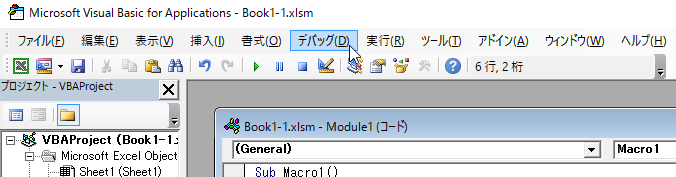 Microsoft Visual Basic for Applications - Book1-1.xlsm
ファイル(F) 編集(E) 表示(V) 挿入(I) 書式(O) デバッグ(D) 実行(R) ツール(T) アドイン(A) ウィンドウ(W) ヘルプ(H)
6 行, 2 桁
プロジェクト - VBAProject
Book1-1.xlsm - Module1 (コード)
VBAProject (Book1-1.
(General) Macro1
Microsoft Excel Object
Sheet1 (Sheet1)
Sub Macro1()